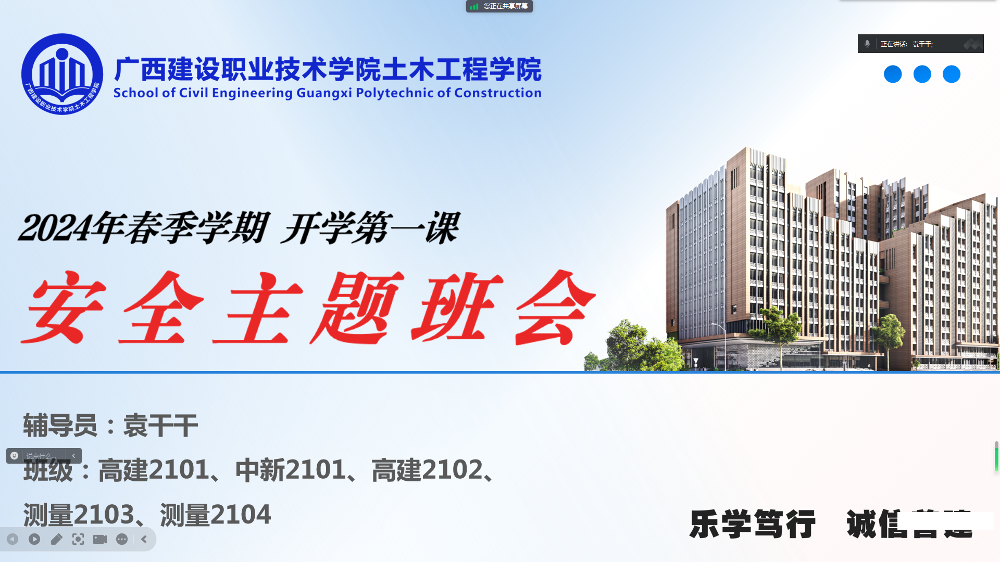 您正在共享屏幕
正在讲话: 袁干干;
广西建设职业技术学院土木工程学院
School of Civil Engineering Guangxi Polytechnic of Construction
广西建设职业技术学院土木工程学院
2024年春季学期 开学第一课
安全主题班会
辅导员：袁干干
说点什么...
班级：高建2101、中新2101、高建2102、
测量2103、测量2104
乐学笃行 诚信